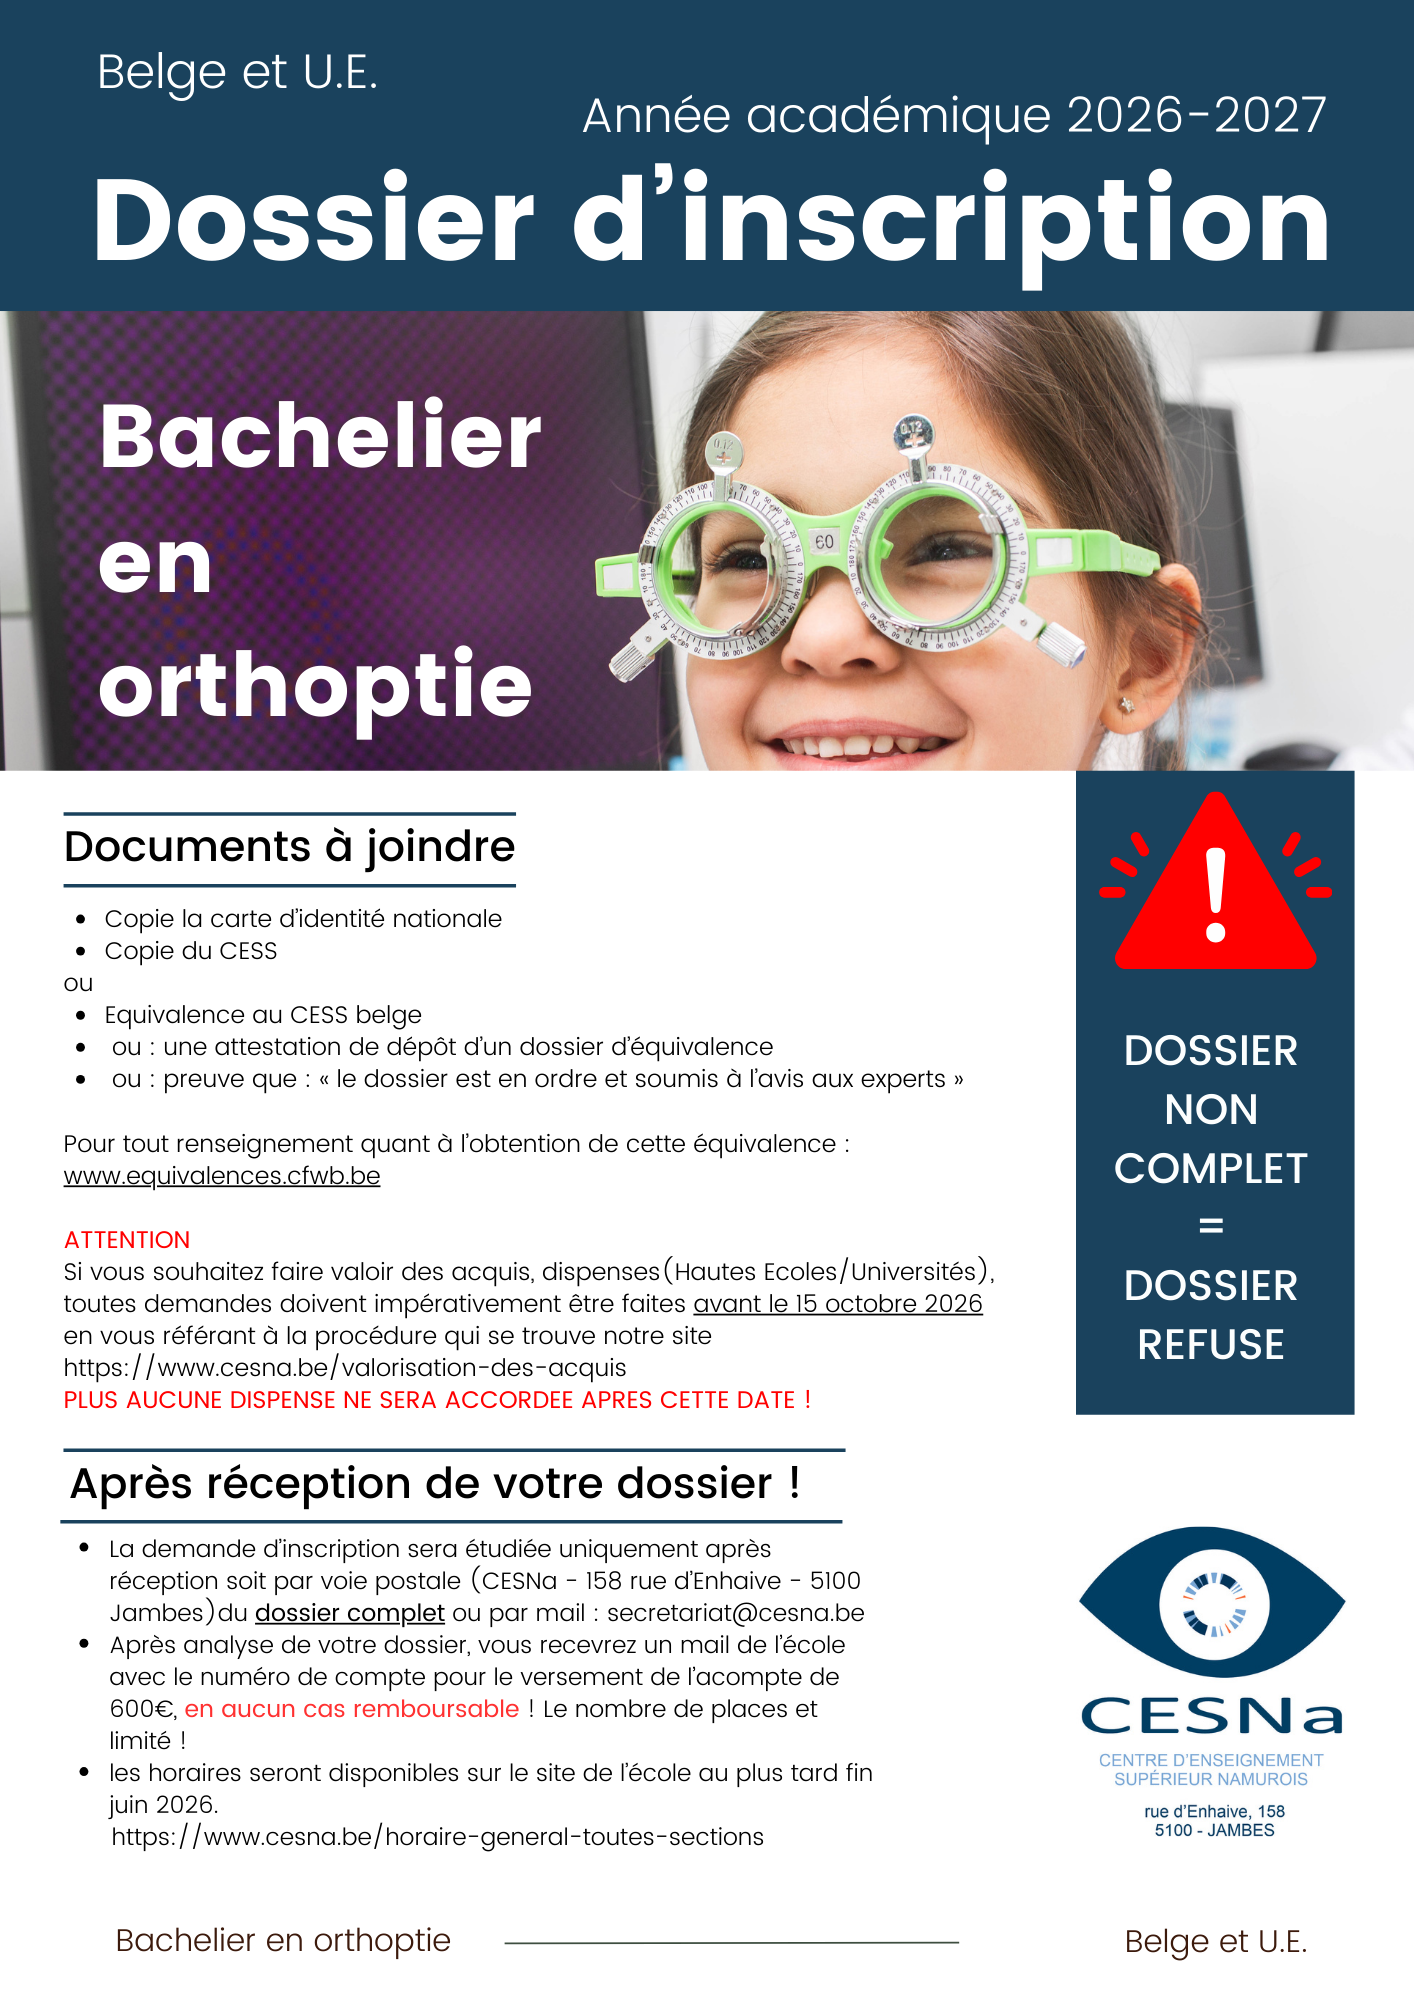 Belge et U.E.
Année académique 2026-2027
Dossier d'inscription
Bachelier
en
orthoptie
Documents à joindre
• Copie la carte d'identité nationale
• Copie du CESS
ou
• Equivalence au CESS belge
• ou : une attestation de dépôt d'un dossier d'équivalence
• ou : preuve que : « le dossier est en ordre et soumis à l'avis aux experts »
Pour tout renseignement quant à l'obtention de cette équivalence :
www.equivalences.cfwb.be
ATTENTION
Si vous souhaitez faire valoir des acquis, dispenses(Hautes Ecoles/Universités),
toutes demandes doivent impérativement être faites avant le 15 octobre 2026
en vous référant à la procédure qui se trouve notre site
https://www.cesna.be/valorisation-des-acquis
PLUS AUCUNE DISPENSE NE SERA ACCORDEE APRES CETTE DATE !
DOSSIER
NON
COMPLET
=
DOSSIER
REFUSE
Après réception de votre dossier !
• La demande d'inscription sera étudiée uniquement après
réception soit par voie postale (CESNa - 158 rue d'Enhaive - 5100
Jambes)du dossier complet ou par mail : secretariat@cesna.be
• Après analyse de votre dossier, vous recevrez un mail de l'école
avec le numéro de compte pour le versement de l'acompte de
600€, en aucun cas remboursable ! Le nombre de places et
limité !
• les horaires seront disponibles sur le site de l'école au plus tard fin
juin 2026.
https://www.cesna.be/horaire-general-toutes-sections
CESNa
CENTRE D'ENSEIGNEMENT
SUPÉRIEUR NAMUROIS
rue d'Enhaive, 158
5100 - JAMBES
Bachelier en orthoptie
Belge et U.E.